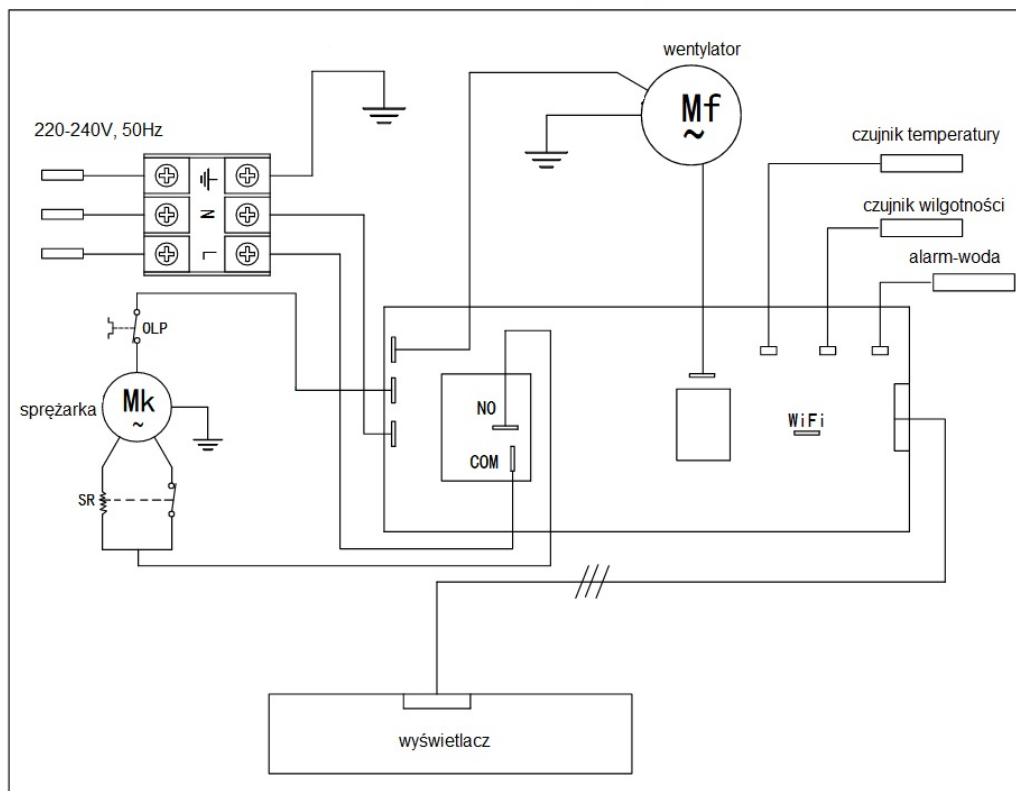 wentylator
Mf
~
220-240V, 50Hz
czujnik temperatury
N
czujnik wilgotności
L
alarm-woda
OLP
sprężarka
Mk
~
NO
WiFi
COM
SR
wyświetlacz